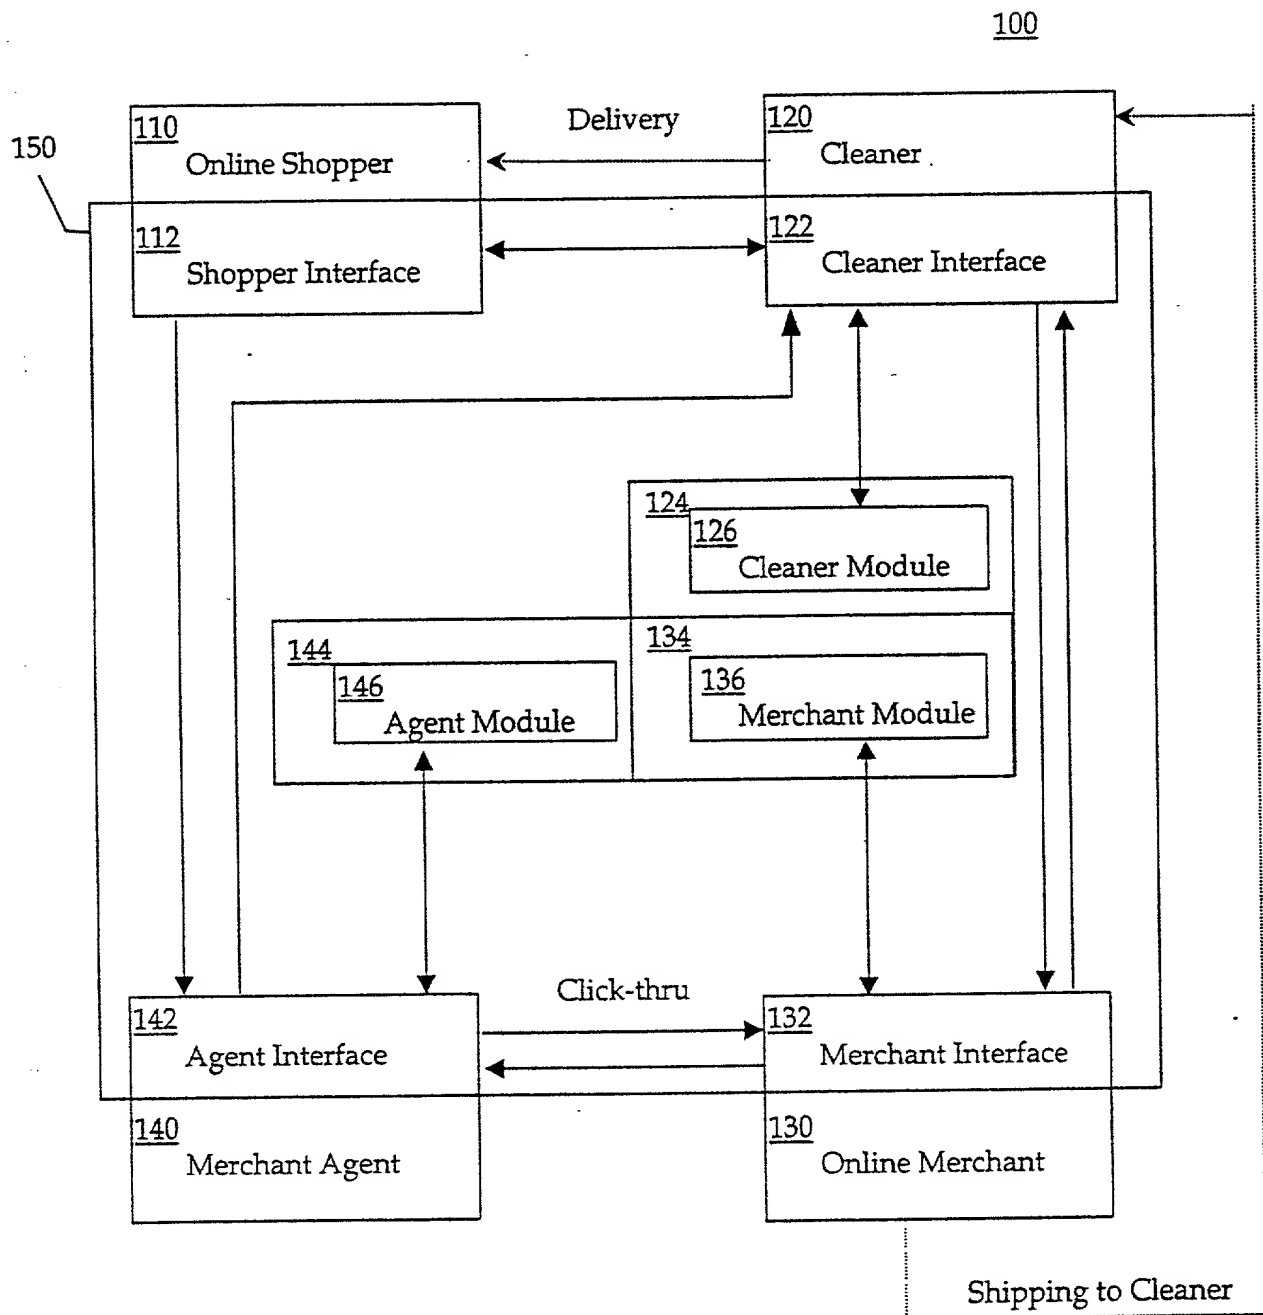 100
150
110
Online Shopper
Delivery
120
Cleaner
112
Shopper Interface
122
Cleaner Interface
124
126
Cleaner Module
144
146
Agent Module
134
136
Merchant Module
142
Agent Interface
Click-thru
132
Merchant Interface
140
Merchant Agent
130
Online Merchant
Shipping to Cleaner